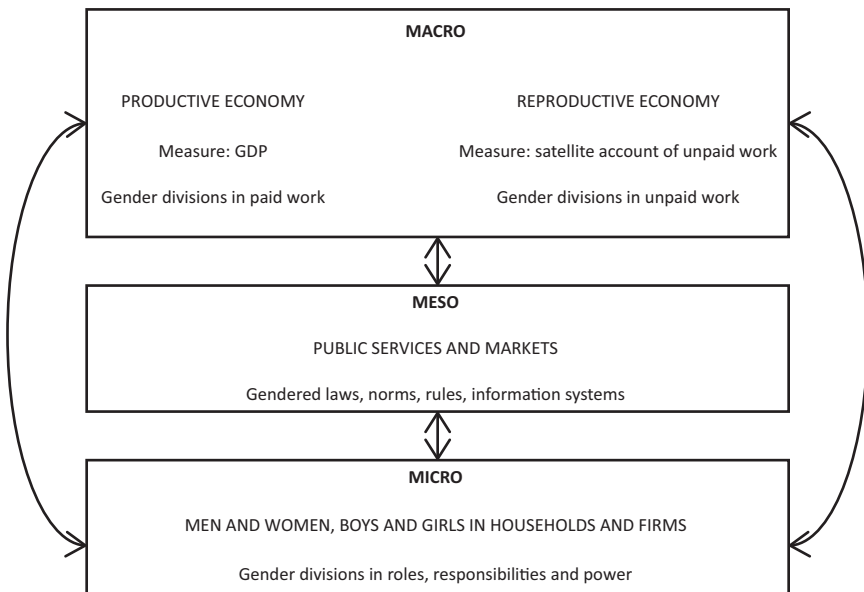 MACRO
PRODUCTIVE ECONOMY
REPRODUCTIVE ECONOMY
Measure: GDP
Measure: satellite account of unpaid work
Gender divisions in paid work
Gender divisions in unpaid work
MESO
PUBLIC SERVICES AND MARKETS
Gendered laws, norms, rules, information systems
MICRO
MEN AND WOMEN, BOYS AND GIRLS IN HOUSEHOLDS AND FIRMS
Gender divisions in roles, responsibilities and power